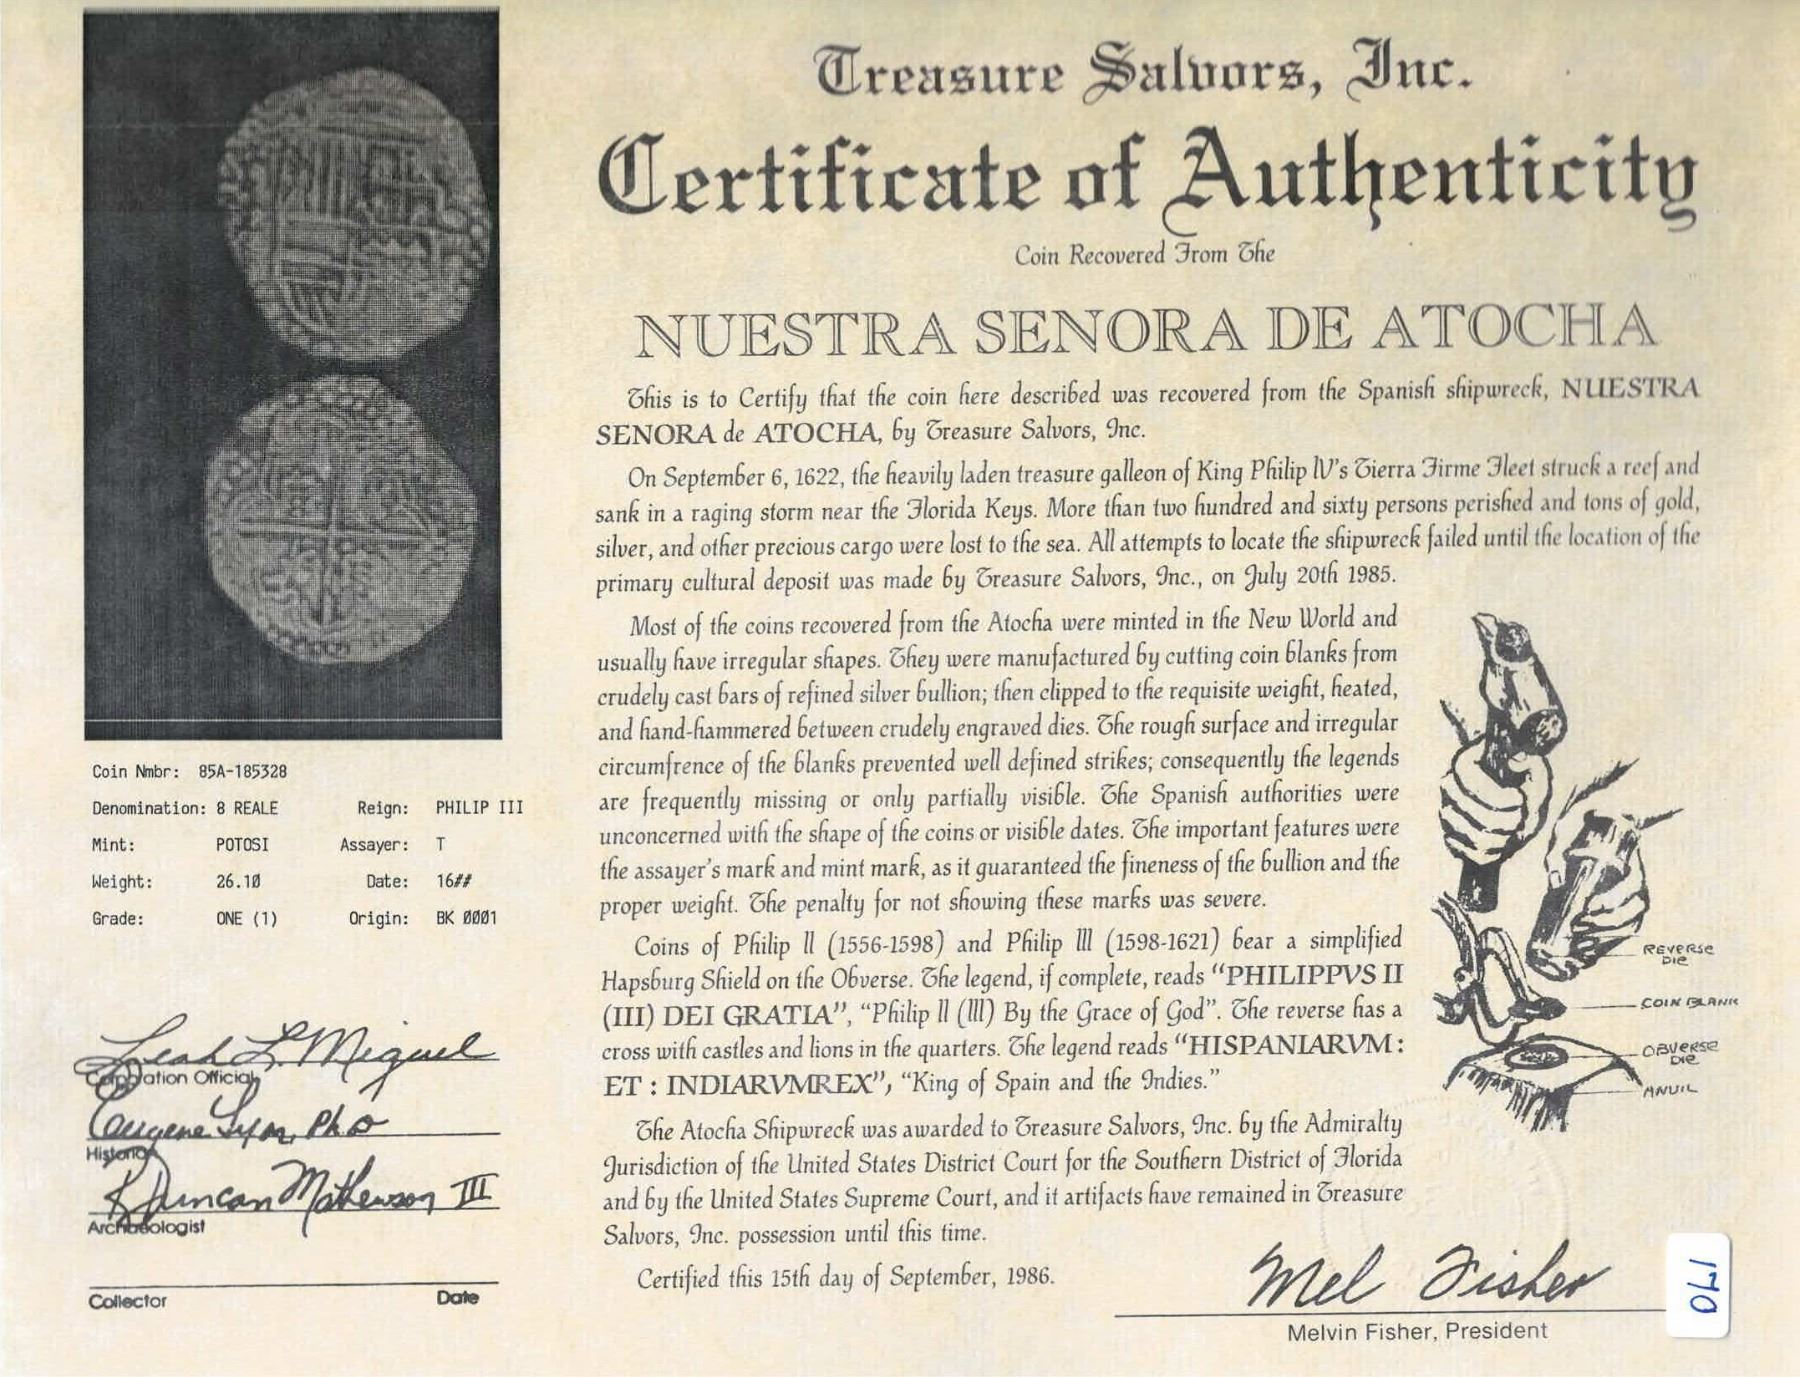 Treasure Salvors, Inc.
Certificate of Authenticity
Coin Recovered From The
NUESTRA SENORA DE ATOCHA
This is to Certify that the coin here described was recovered from the Spanish shipwreck, NUESTRA
SENORA de ATOCHA, by Treasure Salvors, Inc.
On September 6, 1622, the heavily laden treasure galleon of King Philip IV's Tierra Firme Fleet struck a reef and
sank in a raging storm near the Florida Keys. More than two hundred and sixty persons perished and tons of gold,
silver, and other precious cargo were lost to the sea. All attempts to locate the shipwreck failed until the location of the
primary cultural deposit was made by Treasure Salvors, Inc., on July 20th 1985.
Most of the coins recovered from the Atocha were minted in the New World and
usually have irregular shapes. They were manufactured by cutting coin blanks from
crudely cast bars of refined silver bullion; then clipped to the requisite weight, heated,
and hand-hammered between crudely engraved dies. The rough surface and irregular
circumfrence of the blanks prevented well defined strikes; consequently the legends
are frequently missing or only partially visible. The Spanish authorities were
unconcerned with the shape of the coins or visible dates. The important features were
the assayer's mark and mint mark, as it guaranteed the fineness of the bullion and the
proper weight. The penalty for not showing these marks was severe.
Coins of Philip II (1556-1598) and Philip III (1598-1621) bear a simplified
Hapsburg Shield on the Obverse. The legend, if complete, reads "PHILIPPVS II
(III) DEI GRATIA", "Philip II (III) By the Grace of God". The reverse has a
cross with castles and lions in the quarters. The legend reads "HISPANIARVM :
ET : INDIARVMREX", "King of Spain and the Indies."
The Atocha Shipwreck was awarded to Treasure Salvors, Inc. by the Admiralty
Jurisdiction of the United States District Court for the Southern District of Florida
and by the United States Supreme Court, and it artifacts have remained in Treasure
Salvors, Inc. possession until this time.
Certified this 15th day of September, 1986.
REVERSE
DIE
COIN BLANK
OBVERSE
DIE
ANVIL
Coin Nmbr: 85A-185328
Denomination: 8 REALE Reign: PHILIP III
Mint: POTOSI Assayer: T
Weight: 26.10 Date: 16##
Grade: ONE (1) Origin: BK 0001
Leah L. Miguel
Corporation Official
Eugene Lyon, PhD
Historian
R Duncan Mathewson III
Archaeologist
Collector Date
Mel Fisher
Melvin Fisher, President
170